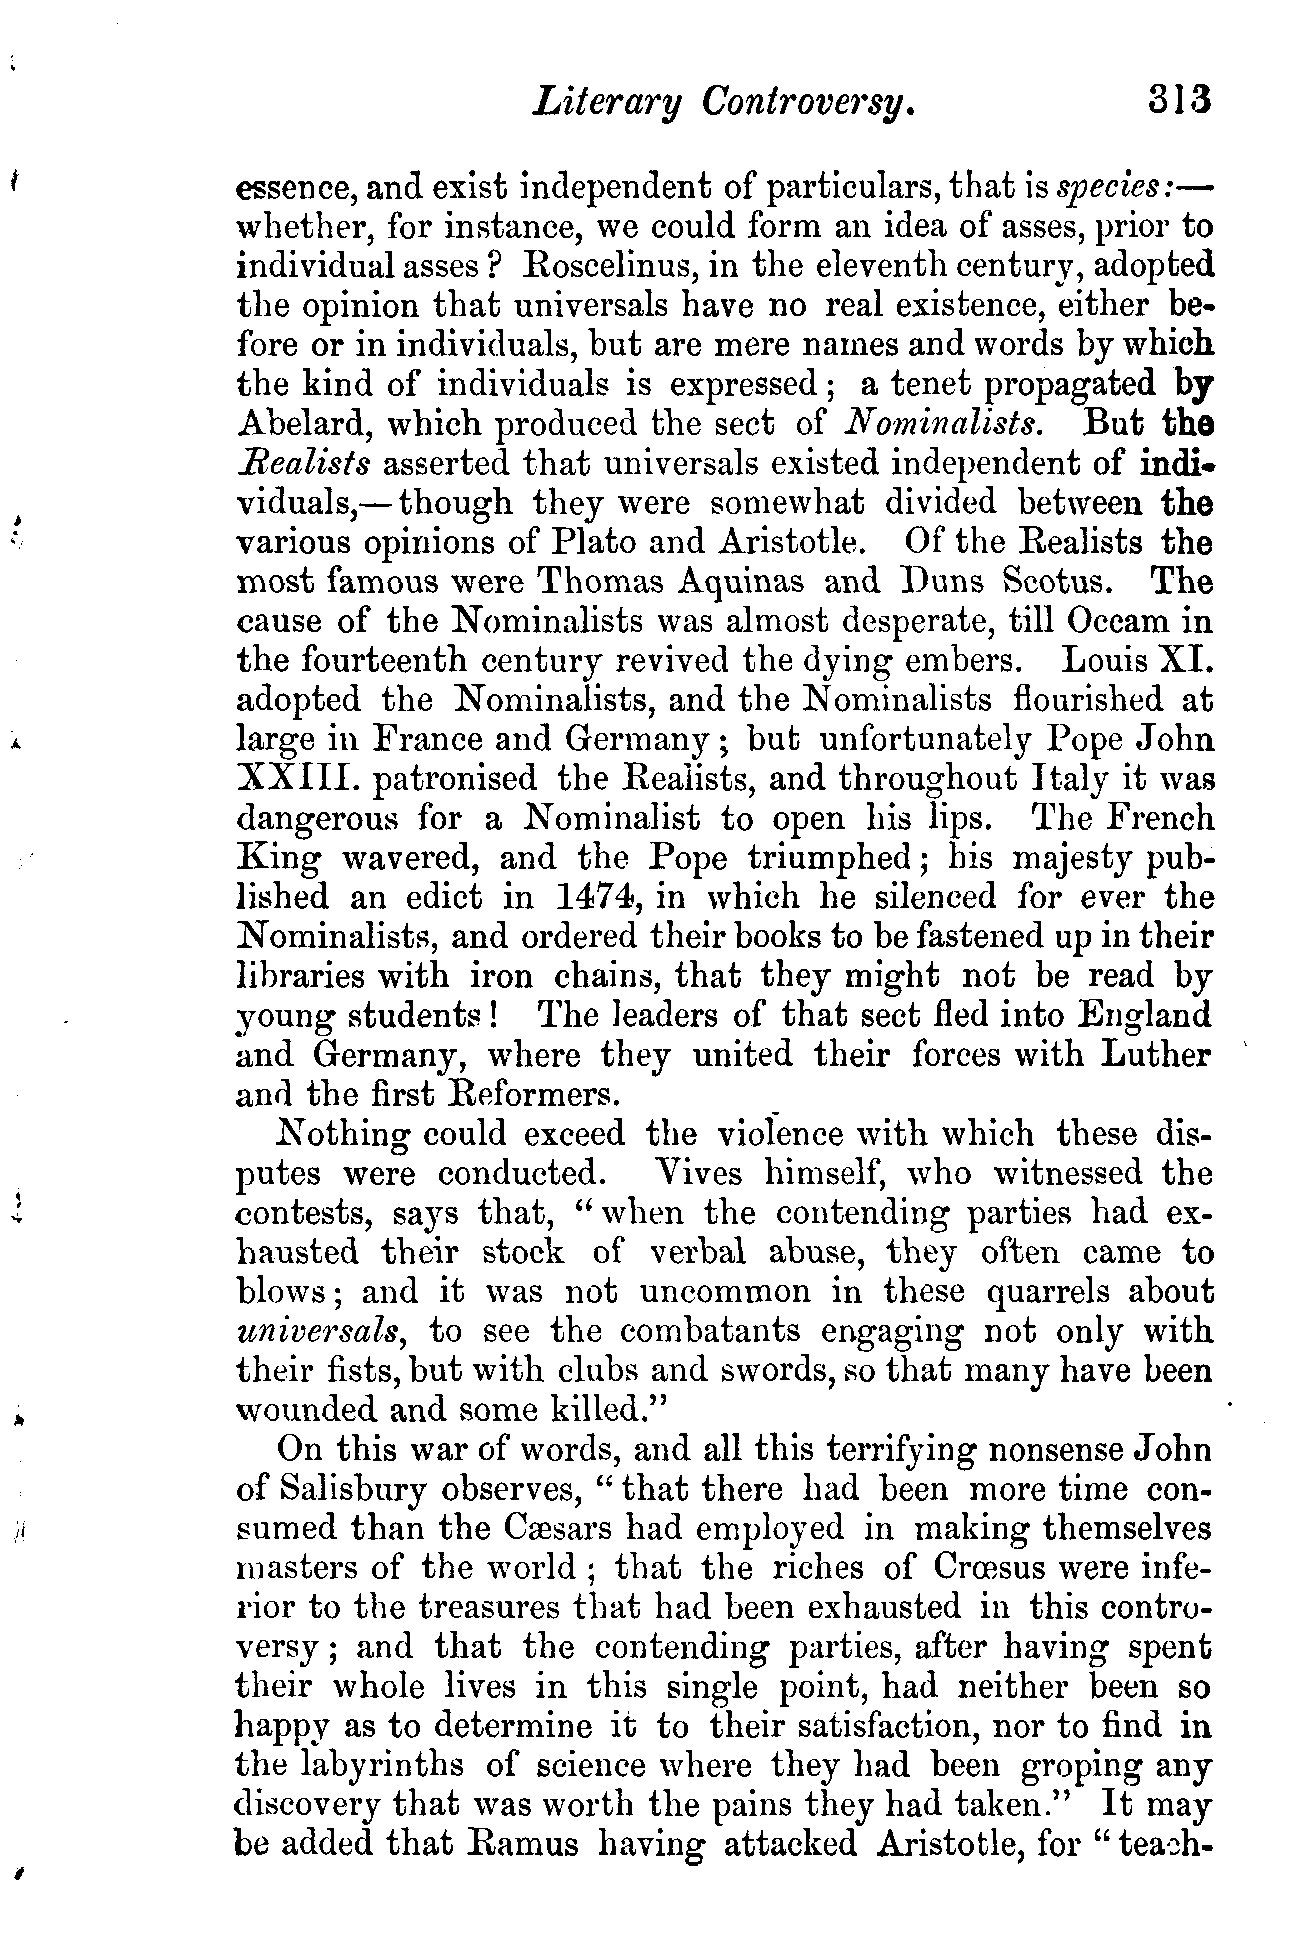 Literary Controversy. 313
essence, and exist independent of particulars, that is species:—
whether, for instance, we could form an idea of asses, prior to
individual asses? Roscelinus, in the eleventh century, adopted
the opinion that universals have no real existence, either be-
fore or in individuals, but are mere names and words by which
the kind of individuals is expressed; a tenet propagated by
Abelard, which produced the sect of Nominalists. But the
Realists asserted that universals existed independent of indi-
viduals,—though they were somewhat divided between the
various opinions of Plato and Aristotle. Of the Realists the
most famous were Thomas Aquinas and Duns Scotus. The
cause of the Nominalists was almost desperate, till Occam in
the fourteenth century revived the dying embers. Louis XI.
adopted the Nominalists, and the Nominalists flourished at
large in France and Germany; but unfortunately Pope John
XXIII. patronised the Realists, and throughout Italy it was
dangerous for a Nominalist to open his lips. The French
King wavered, and the Pope triumphed; his majesty pub-
lished an edict in 1474, in which he silenced for ever the
Nominalists, and ordered their books to be fastened up in their
libraries with iron chains, that they might not be read by
young students! The leaders of that sect fled into England
and Germany, where they united their forces with Luther
and the first Reformers.
Nothing could exceed the violence with which these dis-
putes were conducted. Vives himself, who witnessed the
contests, says that, "when the contending parties had ex-
hausted their stock of verbal abuse, they often came to
blows; and it was not uncommon in these quarrels about
universals, to see the combatants engaging not only with
their fists, but with clubs and swords, so that many have been
wounded and some killed."
On this war of words, and all this terrifying nonsense John
of Salisbury observes, "that there had been more time con-
sumed than the Cæsars had employed in making themselves
masters of the world; that the riches of Crœsus were infe-
rior to the treasures that had been exhausted in this contro-
versy; and that the contending parties, after having spent
their whole lives in this single point, had neither been so
happy as to determine it to their satisfaction, nor to find in
the labyrinths of science where they had been groping any
discovery that was worth the pains they had taken." It may
be added that Ramus having attacked Aristotle, for "teach-